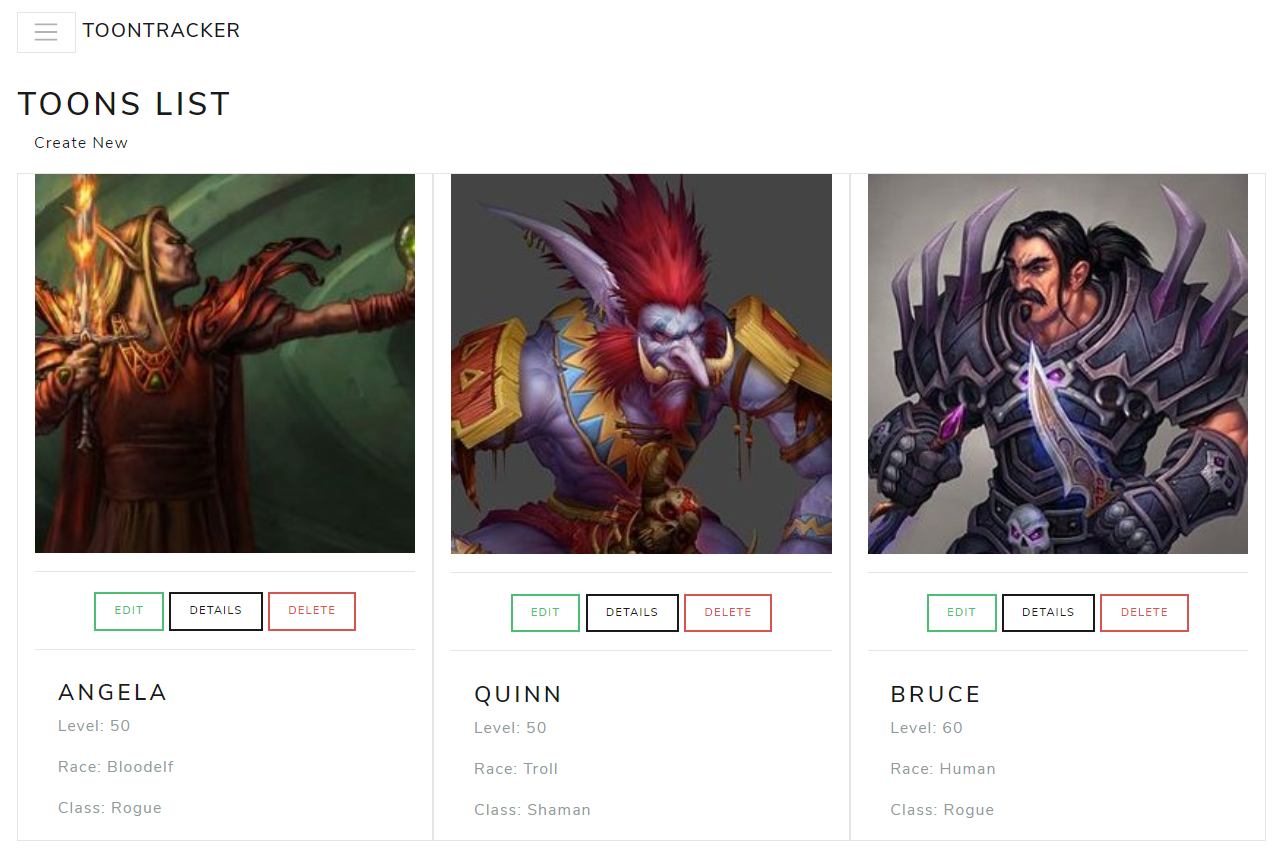 TOONTRACKER
TOONS LIST
Create New
EDIT DETAILS DELETE
ANGELA
Level: 50
Race: Bloodelf
Class: Rogue
EDIT DETAILS DELETE
QUINN
Level: 50
Race: Troll
Class: Shaman
EDIT DETAILS DELETE
BRUCE
Level: 60
Race: Human
Class: Rogue